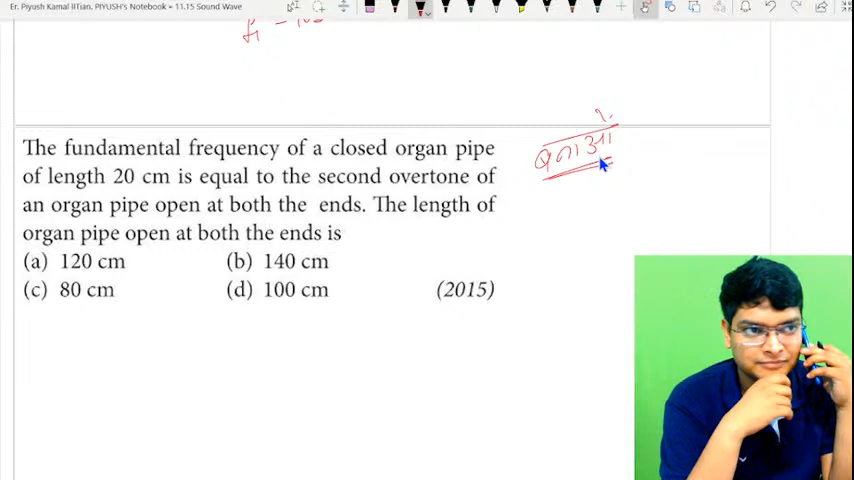 Er. Piyush Kamal IITian. PIYUSH's Notebook » 11.15 Sound Wave
The fundamental frequency of a closed organ pipe
of length 20 cm is equal to the second overtone of
an organ pipe open at both the ends. The length of
organ pipe open at both the ends is
(a) 120 cm (b) 140 cm
(c) 80 cm (d) 100 cm (2015)